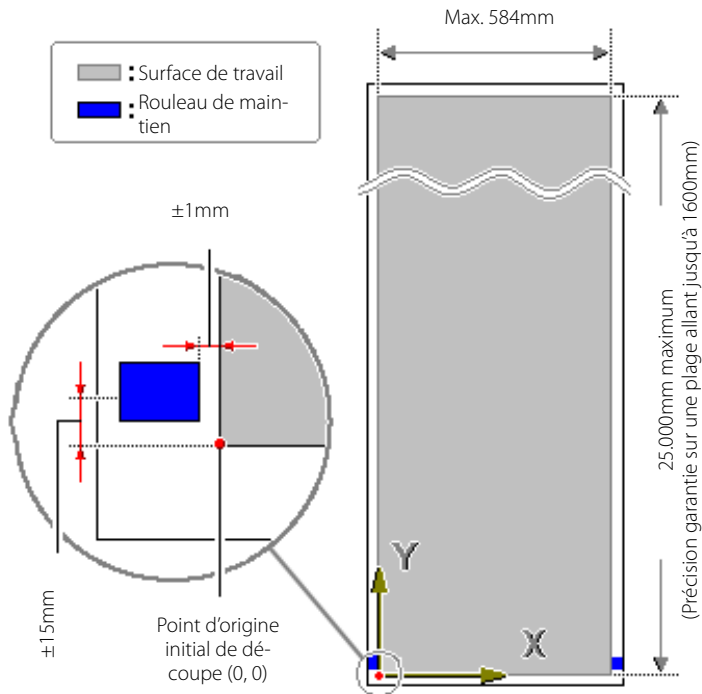 Max. 584mm
: Surface de travail
: Rouleau de main-
tien
±1mm
25.000mm maximum
(Précision garantie sur une plage allant jusqu'à 1600mm)
Y
X
±15mm
Point d'origine
initial de dé-
coupe (0, 0)